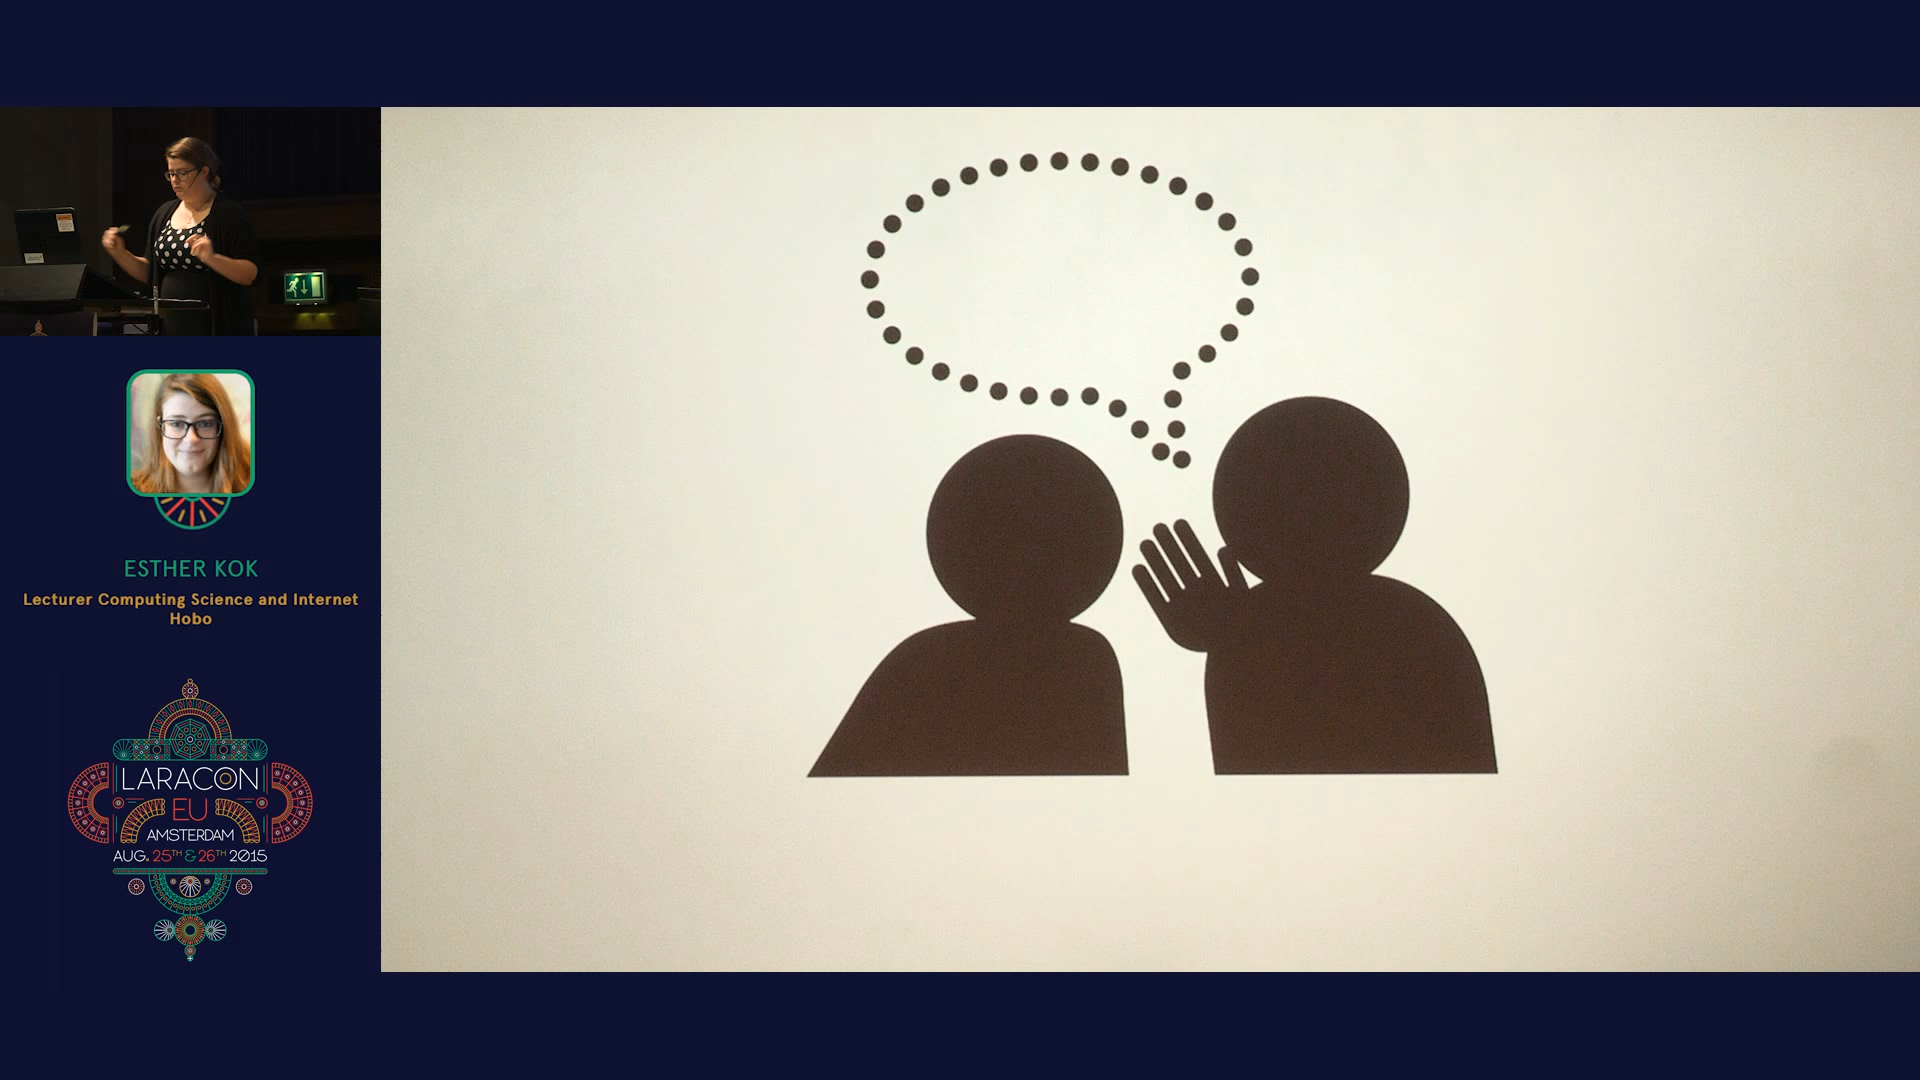 ESTHER KOK
Lecturer Computing Science and Internet
Hobo
LARACON
EU
AMSTERDAM
AUG. 25TH & 26TH 2015